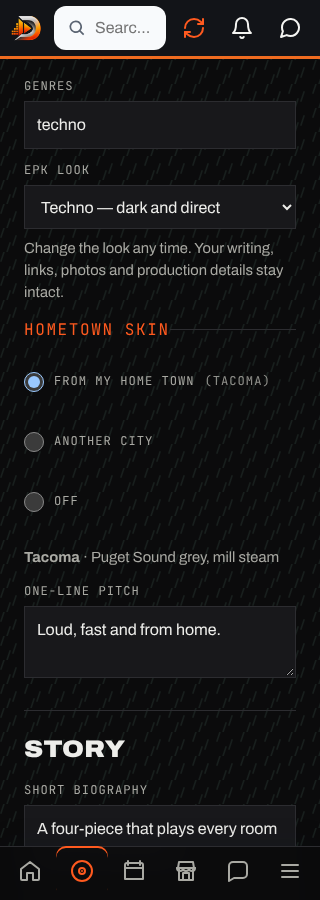 Searc...
GENRES
techno
EPK LOOK
Techno — dark and direct
Change the look any time. Your writing,
links, photos and production details stay
intact.
HOMETOWN SKIN
FROM MY HOME TOWN (TACOMA)
ANOTHER CITY
OFF
Tacoma · Puget Sound grey, mill steam
ONE-LINE PITCH
Loud, fast and from home.
STORY
SHORT BIOGRAPHY
A four-piece that plays every room